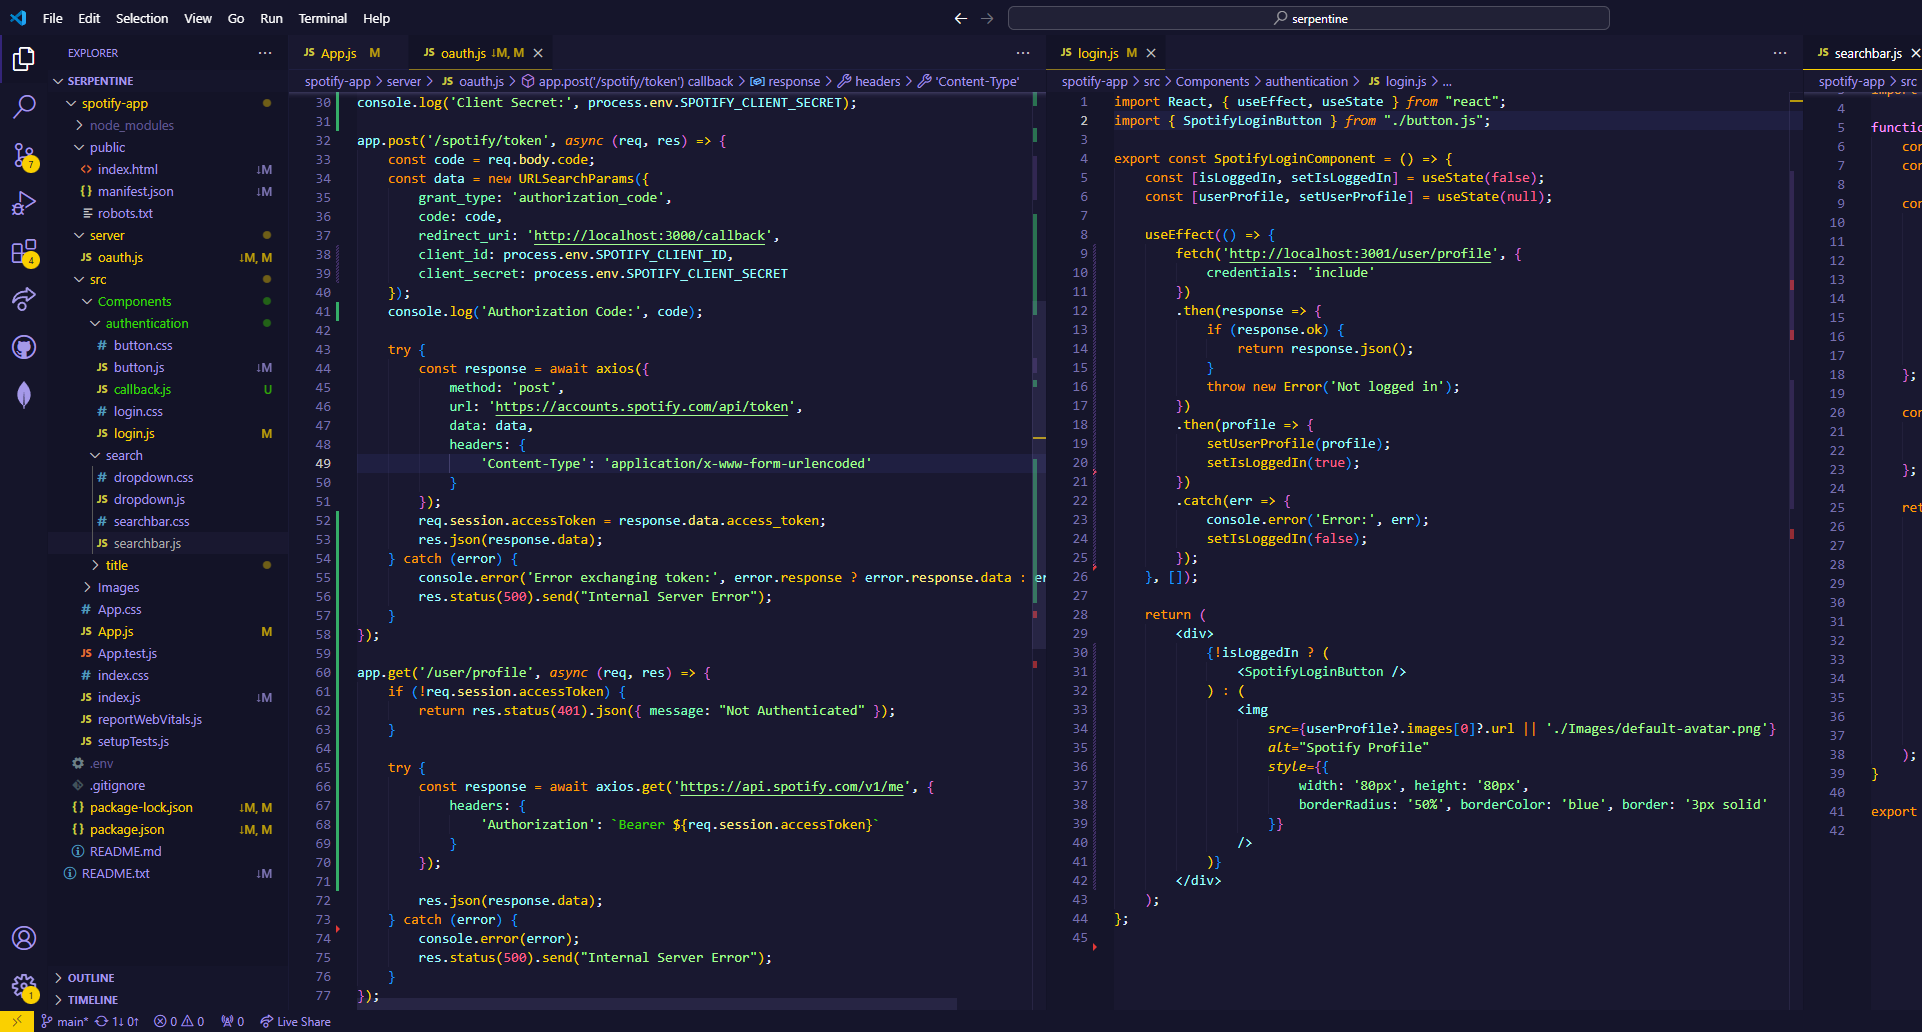 File Edit Selection View Go Run Terminal Help
serpentine
EXPLORER
SERPENTINE
spotify-app
node_modules
public
index.html ↓M
manifest.json ↓M
robots.txt
server
oauth.js ↓M, M
src
Components
authentication
button.css
button.js ↓M
callback.js U
login.css
login.js M
search
dropdown.css
dropdown.js
searchbar.css
searchbar.js
title
Images
App.css
App.js M
App.test.js
index.css
index.js ↓M
reportWebVitals.js
setupTests.js
.env
.gitignore
package-lock.json ↓M, M
package.json ↓M, M
README.md
README.txt ↓M
OUTLINE
TIMELINE
7
4
1
JS App.js M
JS oauth.js ↓M, M
spotify-app > server > JS oauth.js > app.post('/spotify/token') callback > response > headers > 'Content-Type'
30 console.log('Client Secret:', process.env.SPOTIFY_CLIENT_SECRET);
31
32 app.post('/spotify/token', async (req, res) => {
33 const code = req.body.code;
34 const data = new URLSearchParams({
35 grant_type: 'authorization_code',
36 code: code,
37 redirect_uri: 'http://localhost:3000/callback',
38 client_id: process.env.SPOTIFY_CLIENT_ID,
39 client_secret: process.env.SPOTIFY_CLIENT_SECRET
40 });
41 console.log('Authorization Code:', code);
42
43 try {
44 const response = await axios({
45 method: 'post',
46 url: 'https://accounts.spotify.com/api/token',
47 data: data,
48 headers: {
49 'Content-Type': 'application/x-www-form-urlencoded'
50 }
51 });
52 req.session.accessToken = response.data.access_token;
53 res.json(response.data);
54 } catch (error) {
55 console.error('Error exchanging token:', error.response ? error.response.data : er
56 res.status(500).send("Internal Server Error");
57 }
58 });
59
60 app.get('/user/profile', async (req, res) => {
61 if (!req.session.accessToken) {
62 return res.status(401).json({ message: "Not Authenticated" });
63 }
64
65 try {
66 const response = await axios.get('https://api.spotify.com/v1/me', {
67 headers: {
68 'Authorization': `Bearer ${req.session.accessToken}`
69 }
70 });
71
72 res.json(response.data);
73 } catch (error) {
74 console.error(error);
75 res.status(500).send("Internal Server Error");
76 }
77 });
JS login.js M
spotify-app > src > Components > authentication > JS login.js > ...
1 import React, { useEffect, useState } from "react";
2 import { SpotifyLoginButton } from "./button.js";
3
4 export const SpotifyLoginComponent = () => {
5 const [isLoggedIn, setIsLoggedIn] = useState(false);
6 const [userProfile, setUserProfile] = useState(null);
7
8 useEffect(() => {
9 fetch('http://localhost:3001/user/profile', {
10 credentials: 'include'
11 })
12 .then(response => {
13 if (response.ok) {
14 return response.json();
15 }
16 throw new Error('Not logged in');
17 })
18 .then(profile => {
19 setUserProfile(profile);
20 setIsLoggedIn(true);
21 })
22 .catch(err => {
23 console.error('Error:', err);
24 setIsLoggedIn(false);
25 });
26 }, []);
27
28 return (
29 <div>
30 {!isLoggedIn ? (
31 <SpotifyLoginButton />
32 ) : (
33 <img
34 src={userProfile?.images[0]?.url || './Images/default-avatar.png'}
35 alt="Spotify Profile"
36 style={{
37 width: '80px', height: '80px',
38 borderRadius: '50%', borderColor: 'blue', border: '3px solid'
39 }}
40 />
41 )}
42 </div>
43 );
44 };
45
JS searchbar.js
spotify-app > src
4
5 functio
6 con
7 con
8
9 con
10
11
12
13
14
15
16
17
18 };
19
20 con
21
22
23 };
24
25 ret
26
27
28
29
30
31
32
33
34
35
36
37
38 );
39 }
40
41 export
42
main* 1↓ 0↑ 0 0 0 Live Share